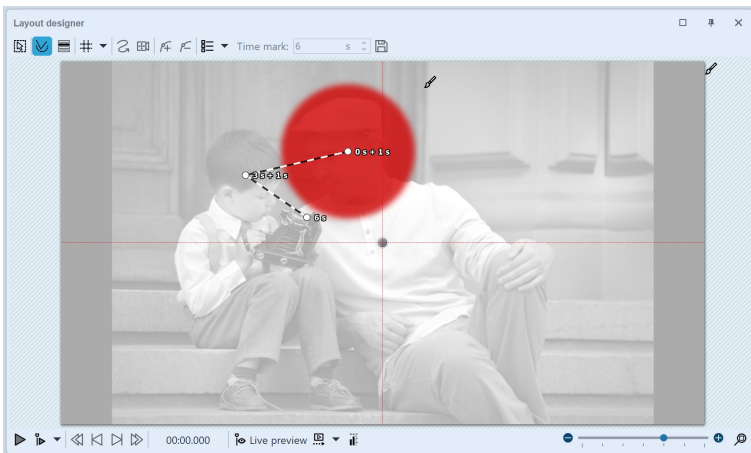 Layout designer
Time mark: 6 s
0 s + 1 s
3 s + 1 s
6 s
00:00.000 Live preview